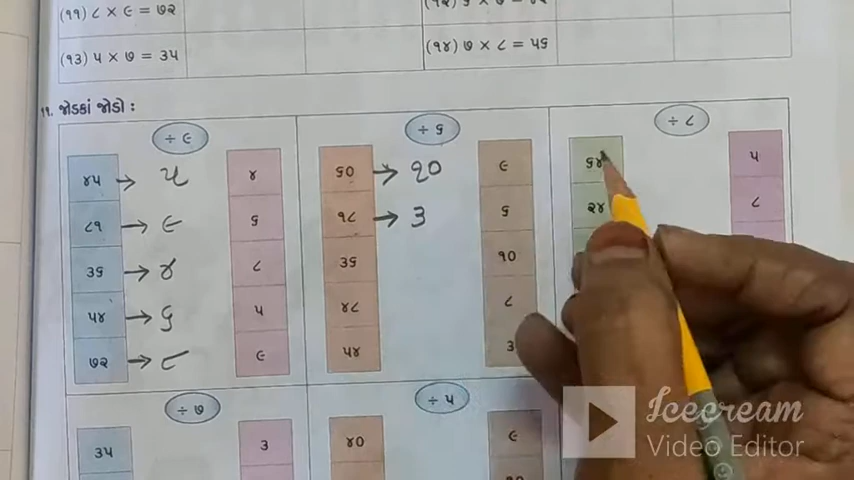 (૧૧) ૮ × ૯ = ૭૨
(૧૩) ૫ × ૭ = ૩૫ (૧૪) ૭ × ૮ = ૫૬
૧૧. જોડકાં જોડો :
÷ ૯ ÷ ૬ ÷ ૮
૪૫ → ૫ ૪ ૬૦ → ૧૦ ૯ ૬૪ ૫
૮૧ → ૯ ૬ ૧૮ → ૩ ૬ ૨૪ ૮
૩૬ → ૪ ૮ ૩૬ ૧૦
૫૪ → ૬ ૫ ૪૮ ૮
૭૨ → ૮ ૯ ૫૪ ૩
÷ ૭ ÷ ૫
૩૫ ૩ ૪૦ ૯
Icecream
Video Editor